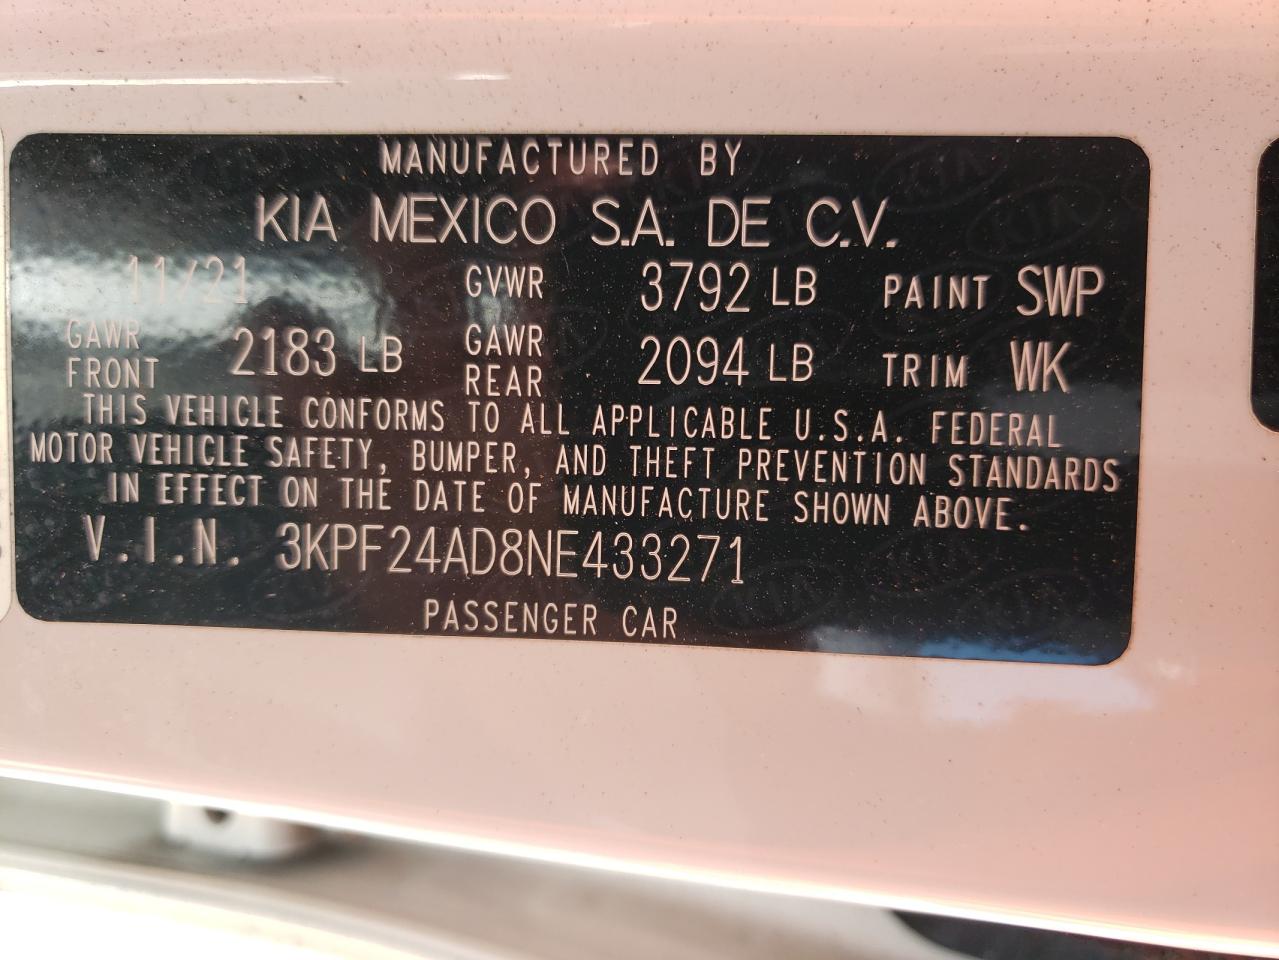 MANUFACTURED BY
KIA MEXICO S.A. DE C.V.
11/21 GVWR 3792 LB PAINT SWP
GAWR FRONT 2183 LB GAWR REAR 2094 LB TRIM WK
THIS VEHICLE CONFORMS TO ALL APPLICABLE U.S.A. FEDERAL
MOTOR VEHICLE SAFETY, BUMPER, AND THEFT PREVENTION STANDARDS
IN EFFECT ON THE DATE OF MANUFACTURE SHOWN ABOVE.
V.I.N. 3KPF24AD8NE433271
PASSENGER CAR